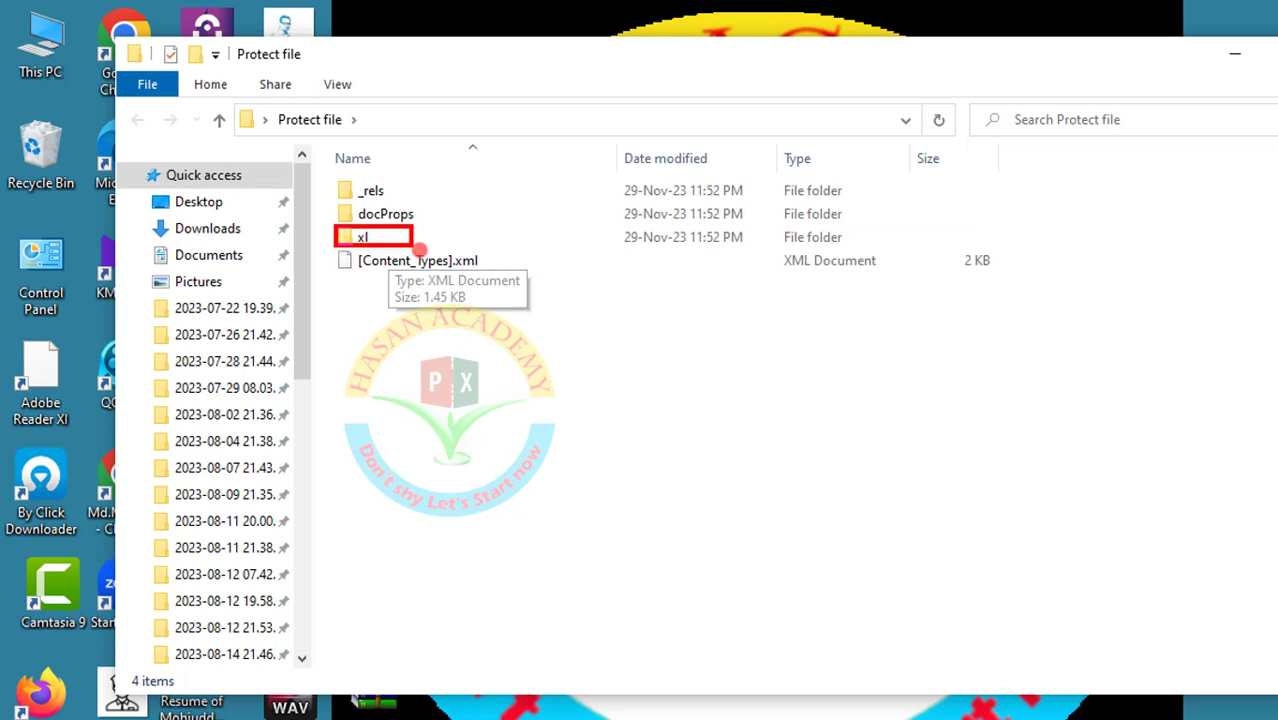 This PC
Recycle Bin
Control
Panel
Adobe
Reader XI
By Click
Downloader
Camtasia 9
Resume of
WAV
Protect file
File
Home
Share
View
Protect file
Search Protect file
Quick access
Desktop
Downloads
Documents
Pictures
2023-07-22 19.39.
2023-07-26 21.42.
2023-07-28 21.44.
2023-07-29 08.03.
2023-08-02 21.36.
2023-08-04 21.38.
2023-08-07 21.43.
2023-08-09 21.35.
2023-08-11 20.00.
2023-08-11 21.38.
2023-08-12 07.42.
2023-08-12 19.58.
2023-08-12 21.53.
2023-08-14 21.46.
Name Date modified Type Size
_rels 29-Nov-23 11:52 PM File folder
docProps 29-Nov-23 11:52 PM File folder
xl 29-Nov-23 11:52 PM File folder
[Content_Types].xml XML Document 2 KB
Type: XML Document
Size: 1.45 KB
HASAN ACADEMY
P X
Don't shy Let's Start now
4 items